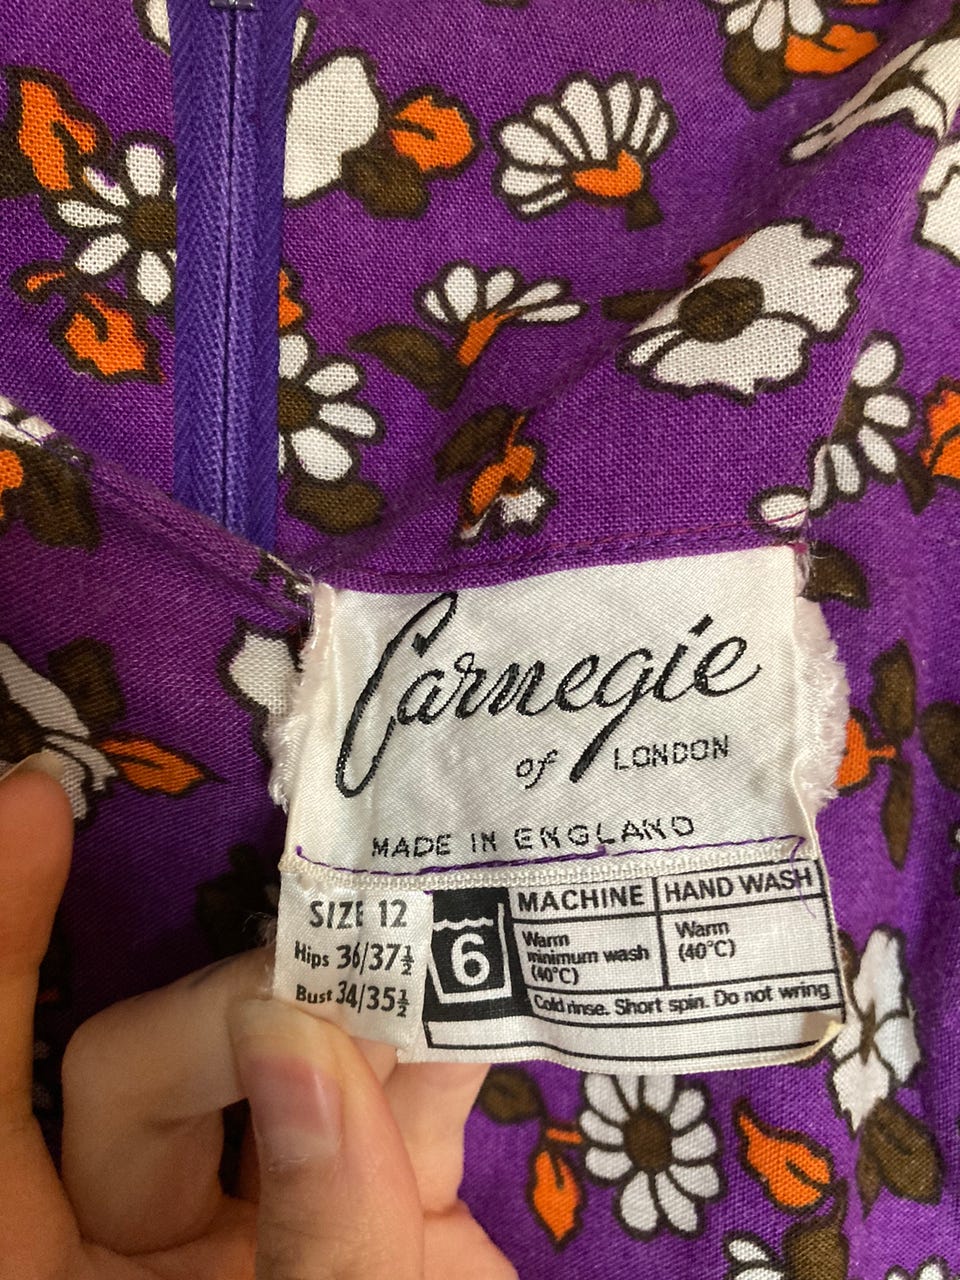 Carnegie
of LONDON
MADE IN ENGLAND
SIZE 12
Hips 36/37½
Bust 34/35½
6
MACHINE
Warm
minimum wash
(40°C)
HAND WASH
Warm
(40°C)
Cold rinse. Short spin. Do not wring